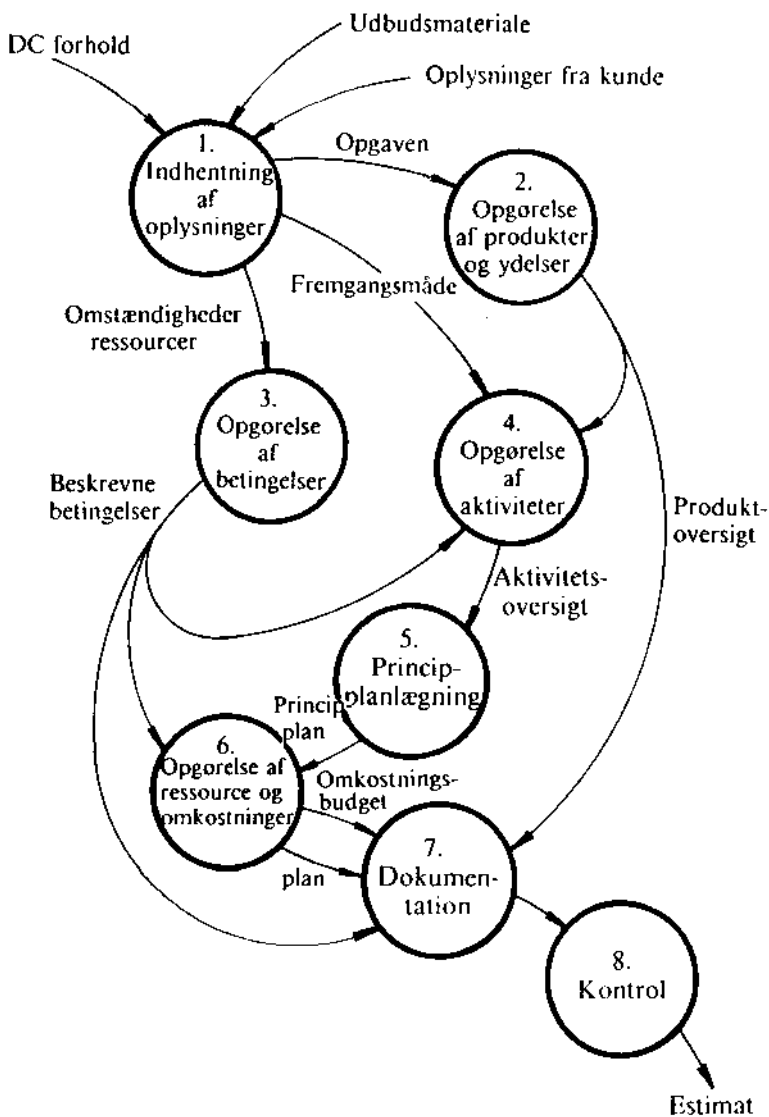 Udbudsmateriale
DC forhold
Oplysninger fra kunde
1.
Indhentning
af
oplysninger
Opgaven
2.
Opgørelse
af produkter
og ydelser
Fremgangsmåde
Omstændigheder
ressourcer
3.
Opgorelse
af
betingelser
4.
Opgørelse
af
aktiviteter
Beskrevne
betingelser
Produkt-
oversigt
Aktivitets-
oversigt
5.
Princip-
planlægning
Princip
plan
6.
Opgørelse af
ressource og
omkostninger
Omkostnings-
budget
plan
7.
Dokumen-
tation
8.
Kontrol
Estimat